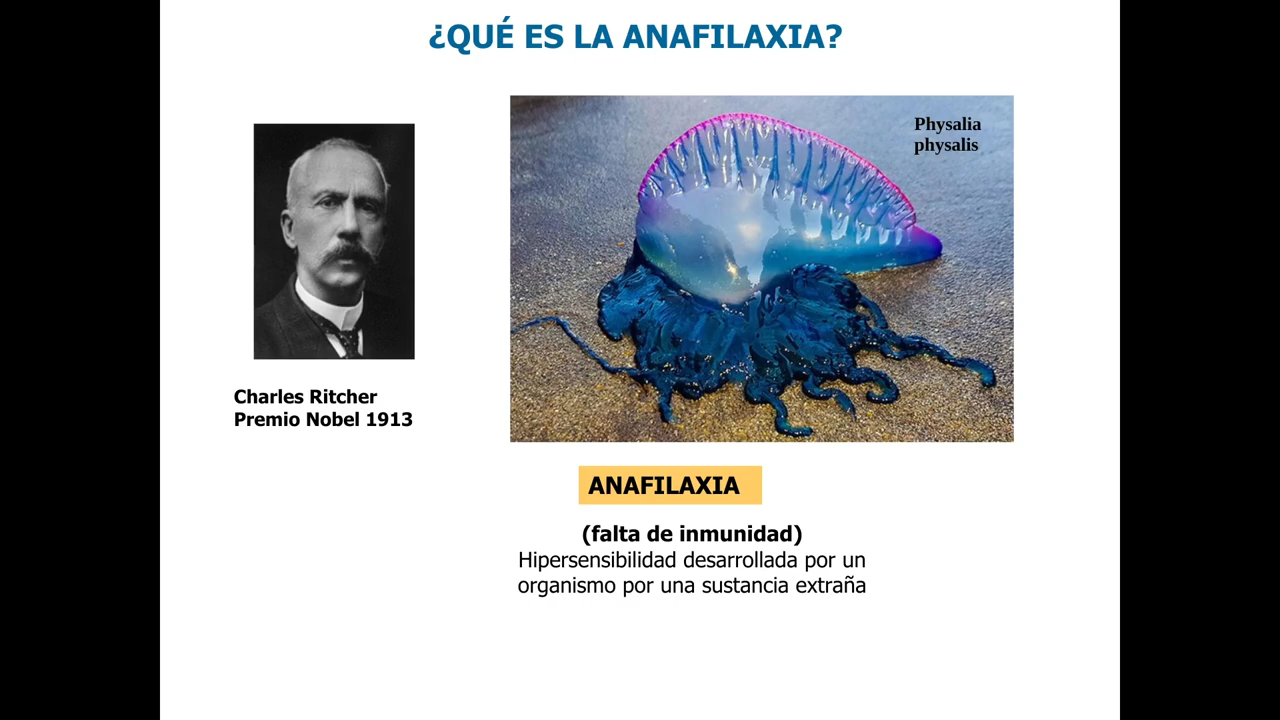 ¿QUÉ ES LA ANAFILAXIA?
Physalia
physalis
Charles Ritcher
Premio Nobel 1913
ANAFILAXIA
(falta de inmunidad)
Hipersensibilidad desarrollada por un
organismo por una sustancia extraña